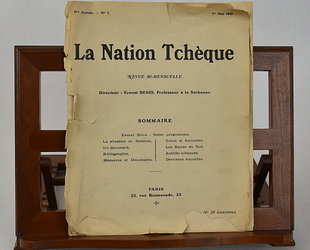 1ère Année. — N° 1. 1er Mai 1915
La Nation Tchèque
REVUE BI-MENSUELLE
Directeur : Ernest DENIS, Professeur à la Sorbonne
SOMMAIRE
ERNEST DENIS : Notre programme.
La situation en Bohême.
Un document.
Bibliographie.
Mémoires et Documents.
Echos et Nouvelles.
Les Slaves du Sud.
Amitiés tchèques.
Dernières nouvelles.
PARIS
23, rue Boissonade, 23
N° 25 Centimes